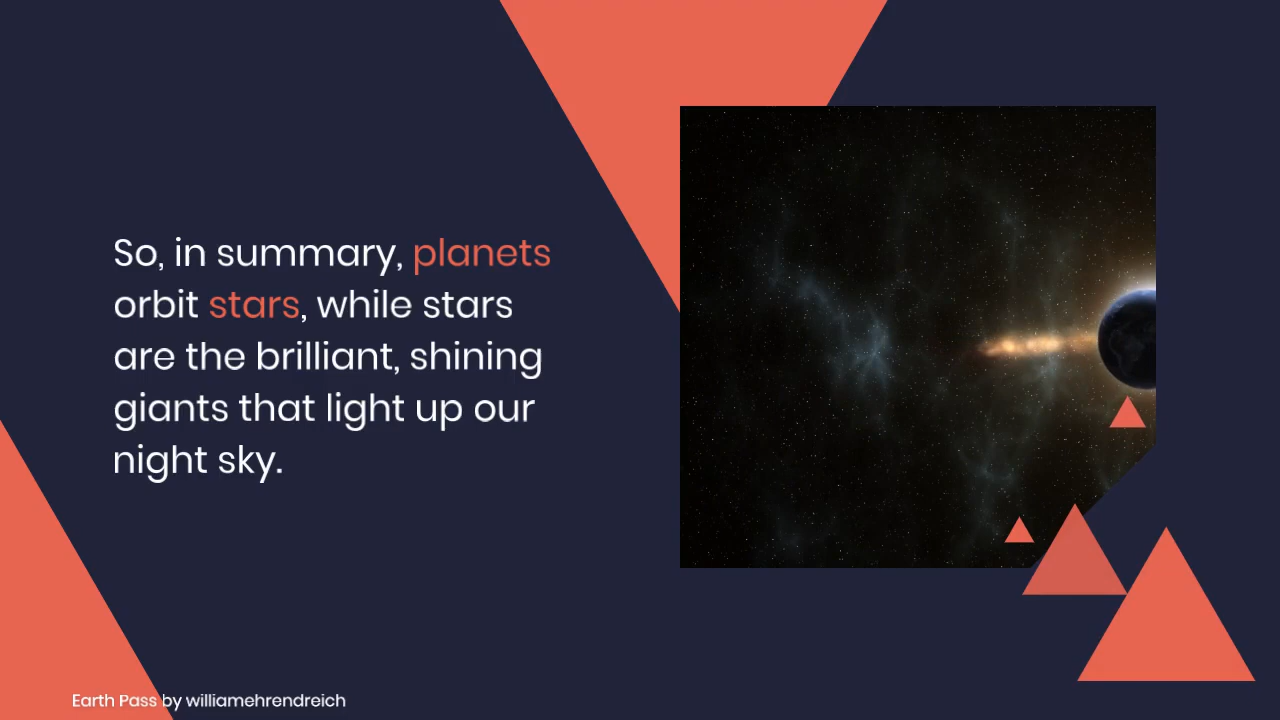 So, in summary, planets
orbit stars, while stars
are the brilliant, shining
giants that light up our
night sky.
Earth Pass by williamehrendreich